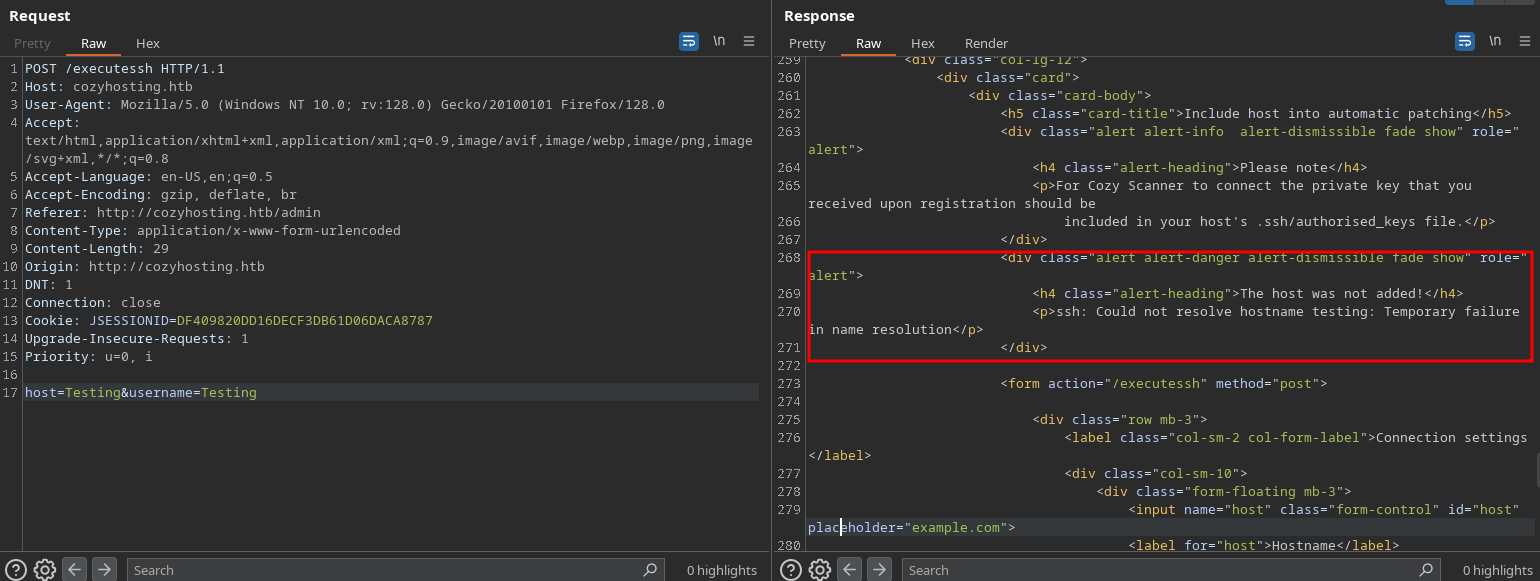 Request
Pretty Raw Hex
\n
1 POST /executessh HTTP/1.1
2 Host: cozyhosting.htb
3 User-Agent: Mozilla/5.0 (Windows NT 10.0; rv:128.0) Gecko/20100101 Firefox/128.0
4 Accept:
text/html,application/xhtml+xml,application/xml;q=0.9,image/avif,image/webp,image/png,image
/svg+xml,*/*;q=0.8
5 Accept-Language: en-US,en;q=0.5
6 Accept-Encoding: gzip, deflate, br
7 Referer: http://cozyhosting.htb/admin
8 Content-Type: application/x-www-form-urlencoded
9 Content-Length: 29
10 Origin: http://cozyhosting.htb
11 DNT: 1
12 Connection: close
13 Cookie: JSESSIONID=DF409820DD16DECF3DB61D06DACA8787
14 Upgrade-Insecure-Requests: 1
15 Priority: u=0, i
16
17 host=Testing&username=Testing
Search
0 highlights
Response
Pretty Raw Hex Render
\n
259 <div class="col-lg-12">
260 <div class="card">
261 <div class="card-body">
262 <h5 class="card-title">Include host into automatic patching</h5>
263 <div class="alert alert-info  alert-dismissible fade show" role="
alert">
264 <h4 class="alert-heading">Please note</h4>
265 <p>For Cozy Scanner to connect the private key that you
received upon registration should be
266 included in your host's .ssh/authorised_keys file.</p>
267 </div>
268 <div class="alert alert-danger alert-dismissible fade show" role="
alert">
269 <h4 class="alert-heading">The host was not added!</h4>
270 <p>ssh: Could not resolve hostname testing: Temporary failure
in name resolution</p>
271 </div>
272
273 <form action="/executessh" method="post">
274
275 <div class="row mb-3">
276 <label class="col-sm-2 col-form-label">Connection settings
</label>
277 <div class="col-sm-10">
278 <div class="form-floating mb-3">
279 <input name="host" class="form-control" id="host"
placeholder="example.com">
280 <label for="host">Hostname</label>
Search
0 highlights